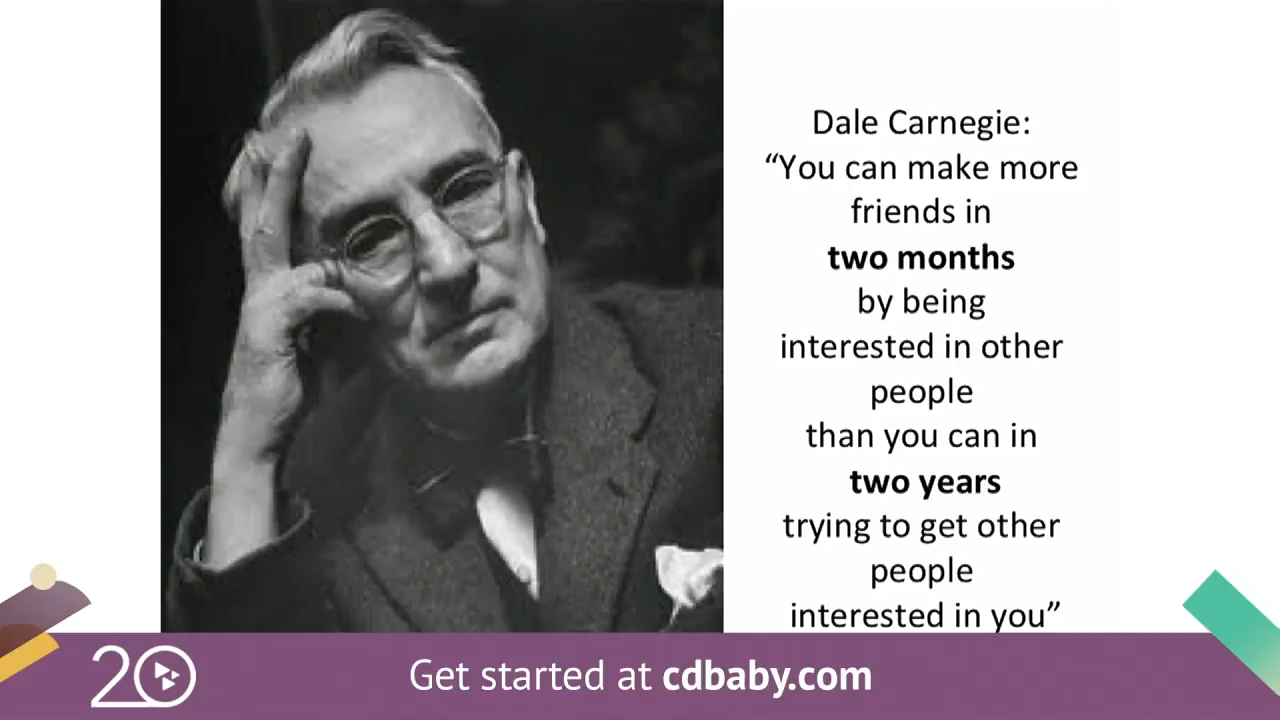 Dale Carnegie:
“You can make more
friends in
two months
by being
interested in other
people
than you can in
two years
trying to get other
people
interested in you”
20
Get started at cdbaby.com